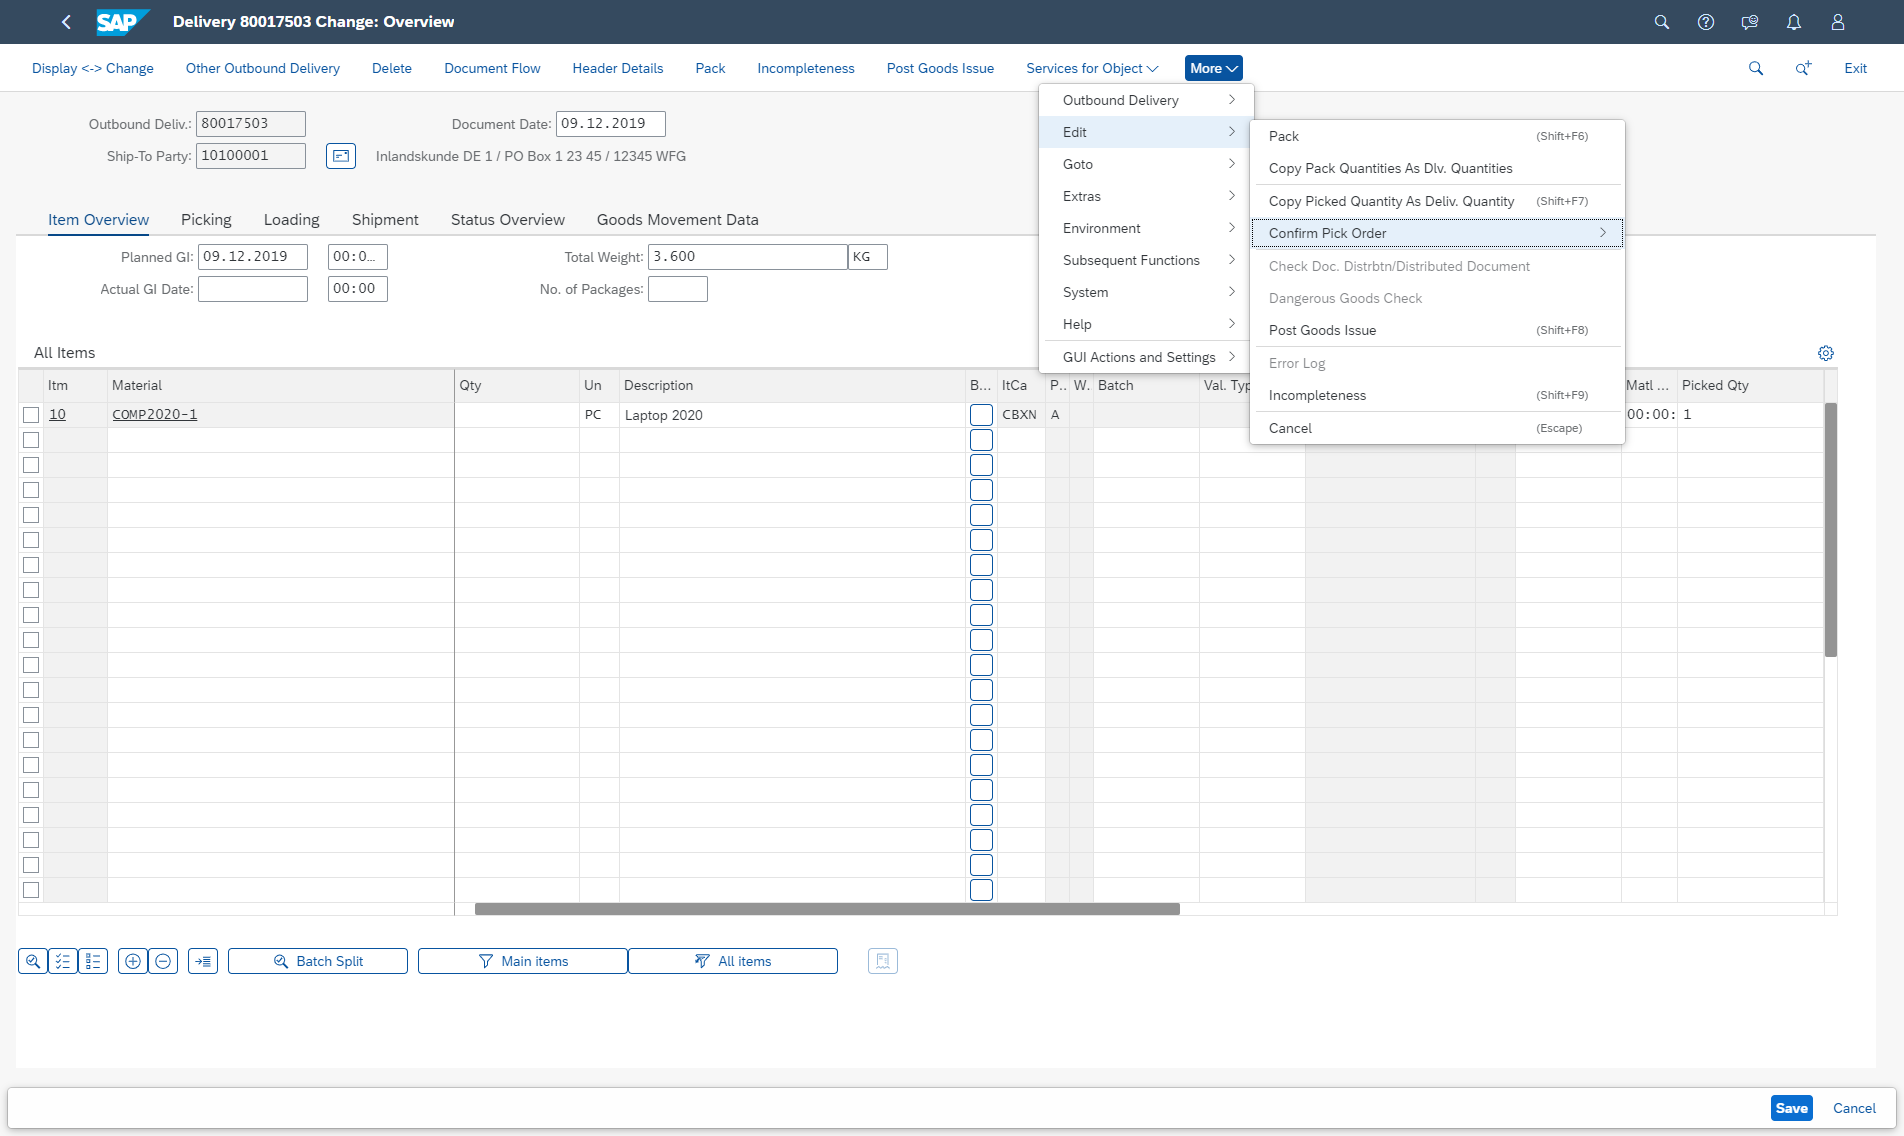 SAP Delivery 80017503 Change: Overview
Display <-> Change Other Outbound Delivery Delete Document Flow Header Details Pack Incompleteness Post Goods Issue Services for Object More Exit
Outbound Deliv.: 80017503 Document Date: 09.12.2019
Ship-To Party: 10100001 Inlandskunde DE 1 / PO Box 1 23 45 / 12345 WFG
Outbound Delivery
Edit
Goto
Extras
Environment
Subsequent Functions
System
Help
GUI Actions and Settings
Pack (Shift+F6)
Copy Pack Quantities As Dlv. Quantities
Copy Picked Quantity As Deliv. Quantity (Shift+F7)
Confirm Pick Order
Check Doc. Distrbtn/Distributed Document
Dangerous Goods Check
Post Goods Issue (Shift+F8)
Error Log
Incompleteness (Shift+F9)
Cancel (Escape)
Item Overview Picking Loading Shipment Status Overview Goods Movement Data
Planned GI: 09.12.2019 00:0... Total Weight: 3.600 KG
Actual GI Date: 00:00 No. of Packages:
All Items
Itm Material Qty Un Description B... ItCa P.. W. Batch Val. Typ Matl ... Picked Qty
10 COMP2020-1 PC Laptop 2020 CBXN A 00:00: 1
Batch Split Main items All items
Save Cancel